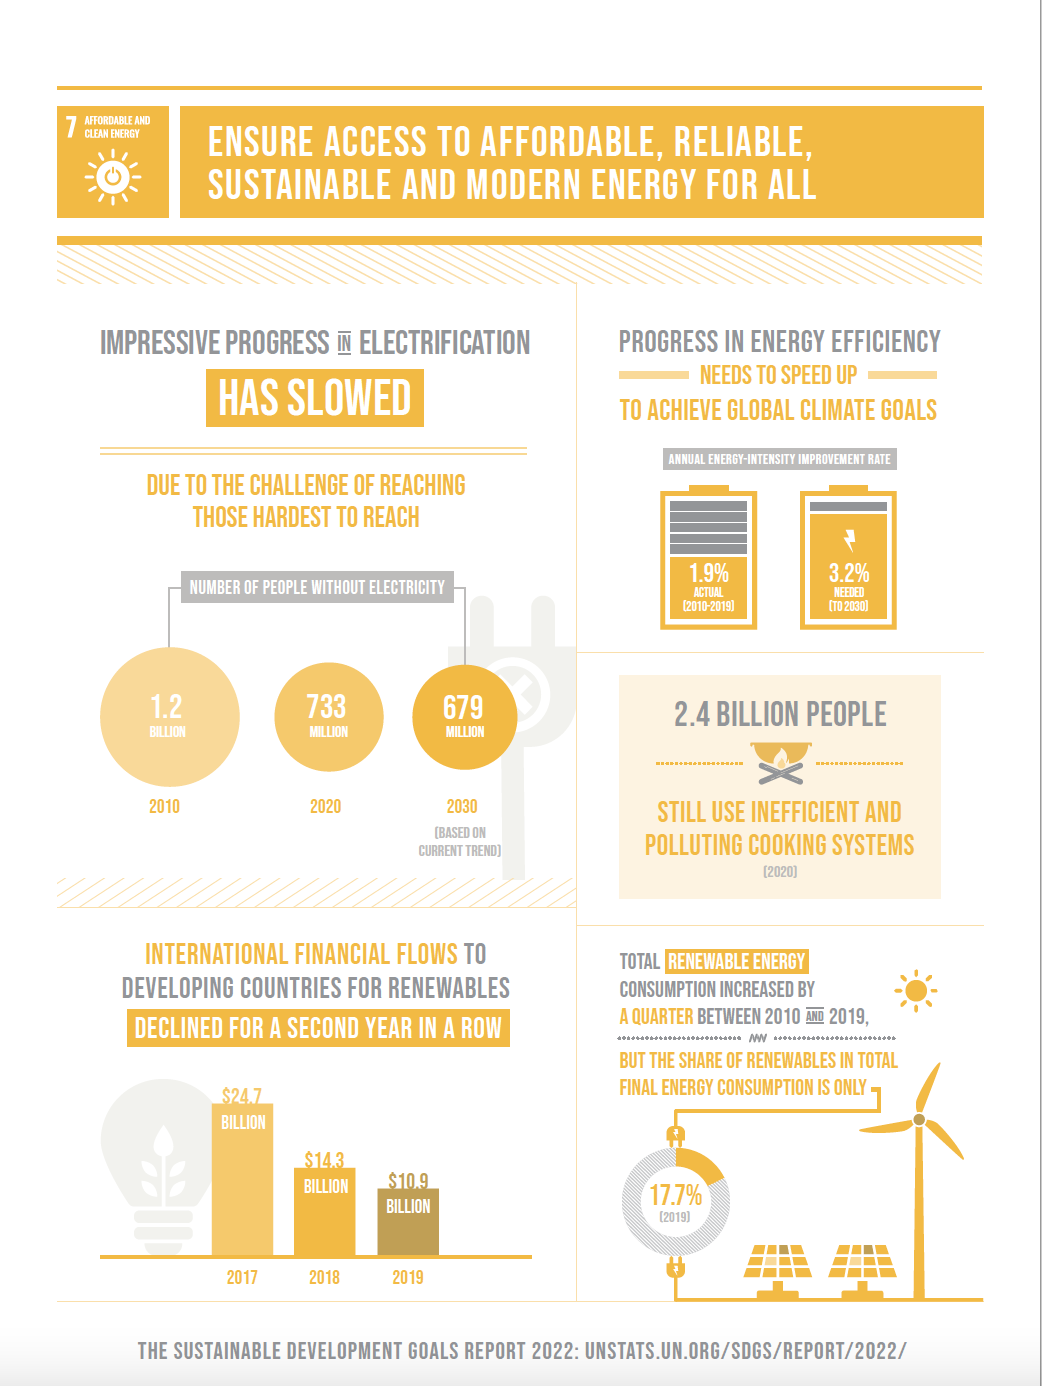 7 AFFORDABLE AND
CLEAN ENERGY
ENSURE ACCESS TO AFFORDABLE, RELIABLE,
SUSTAINABLE AND MODERN ENERGY FOR ALL
IMPRESSIVE PROGRESS IN ELECTRIFICATION
HAS SLOWED
DUE TO THE CHALLENGE OF REACHING
THOSE HARDEST TO REACH
NUMBER OF PEOPLE WITHOUT ELECTRICITY
1.2
BILLION
2010
733
MILLION
2020
679
MILLION
2030
(BASED ON
CURRENT TREND)
PROGRESS IN ENERGY EFFICIENCY
NEEDS TO SPEED UP
TO ACHIEVE GLOBAL CLIMATE GOALS
ANNUAL ENERGY-INTENSITY IMPROVEMENT RATE
1.9%
ACTUAL
(2010-2019)
3.2%
NEEDED
(TO 2030)
2.4 BILLION PEOPLE
STILL USE INEFFICIENT AND
POLLUTING COOKING SYSTEMS
(2020)
INTERNATIONAL FINANCIAL FLOWS TO
DEVELOPING COUNTRIES FOR RENEWABLES
DECLINED FOR A SECOND YEAR IN A ROW
$24.7
BILLION
2017
$14.3
BILLION
2018
$10.9
BILLION
2019
TOTAL RENEWABLE ENERGY
CONSUMPTION INCREASED BY
A QUARTER BETWEEN 2010 AND 2019,
BUT THE SHARE OF RENEWABLES IN TOTAL
FINAL ENERGY CONSUMPTION IS ONLY
17.7%
(2019)
THE SUSTAINABLE DEVELOPMENT GOALS REPORT 2022: UNSTATS.UN.ORG/SDGS/REPORT/2022/